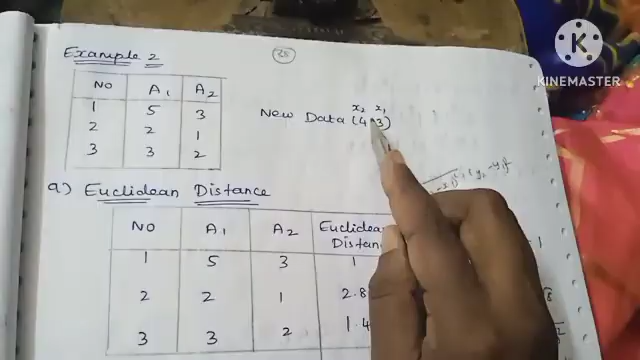 Example 2
25
No A1 A2
1 5 3
2 2 1
3 3 2
x2 x1
New Data (4, 3)
a) Euclidean Distance
No A1 A2 Euclidean
1 5 3 1
2 2 1 2.8
3 3 2 1.4
KINEMASTER